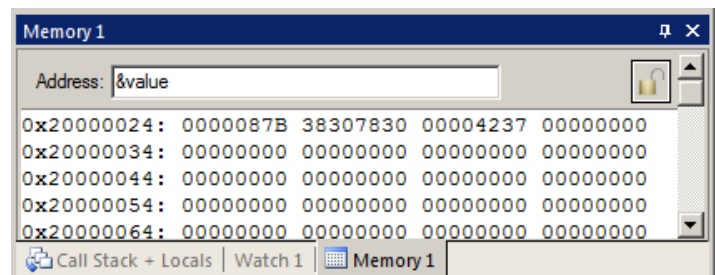 Memory 1
Address: &value
0x20000024: 0000087B 38307830 00004237 00000000
0x20000034: 00000000 00000000 00000000 00000000
0x20000044: 00000000 00000000 00000000 00000000
0x20000054: 00000000 00000000 00000000 00000000
0x20000064: 00000000 00000000 00000000 00000000
Call Stack + Locals | Watch 1 | Memory 1